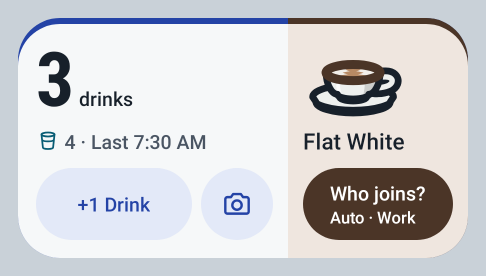 3 drinks
4 · Last 7:30 AM
+1 Drink
Flat White
Who joins?
Auto · Work